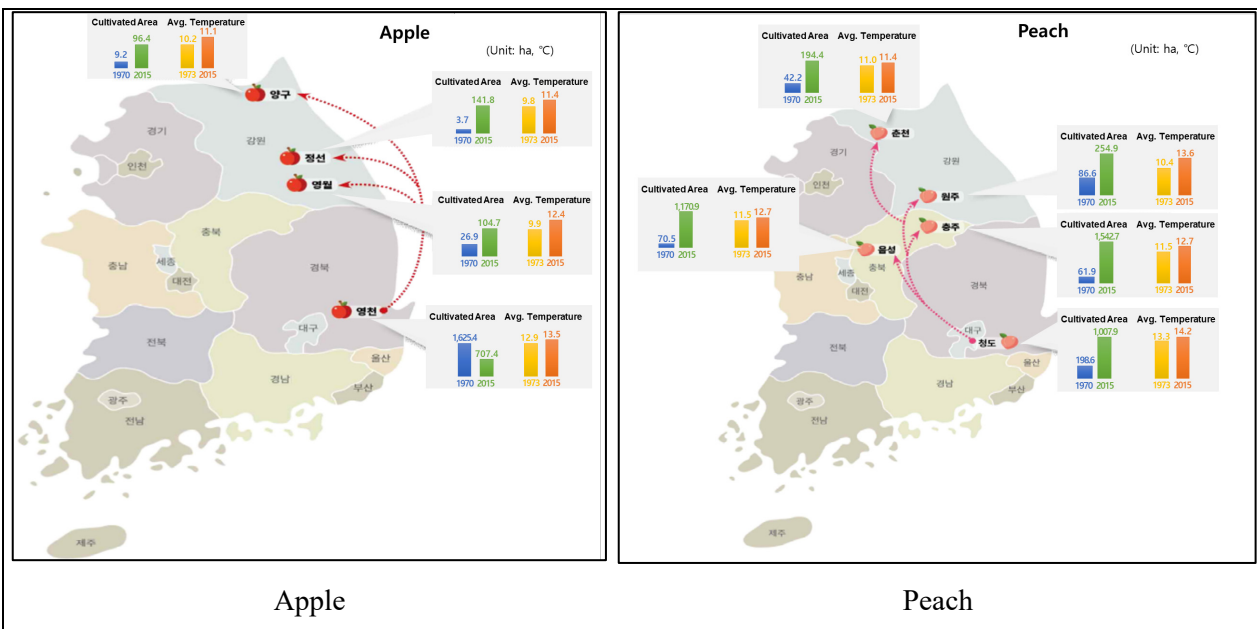 Apple
(Unit: ha, ℃)
Cultivated Area Avg. Temperature
9.2 96.4 10.2 11.1
1970 2015 1973 2015
양구
Cultivated Area Avg. Temperature
3.7 141.8 9.8 11.4
1970 2015 1973 2015
정선
영월
Cultivated Area Avg. Temperature
26.9 104.7 9.9 12.4
1970 2015 1973 2015
영천
Cultivated Area Avg. Temperature
1,625.4 707.4 12.9 13.5
1970 2015 1973 2015
경기
인천
강원
충북
충남
세종
대전
경북
대구
전북
경남
울산
부산
광주
전남
제주
Peach
(Unit: ha, ℃)
Cultivated Area Avg. Temperature
42.2 194.4 11.0 11.4
1970 2015 1973 2015
춘천
Cultivated Area Avg. Temperature
86.6 254.9 10.4 13.6
1970 2015 1973 2015
원주
충주
Cultivated Area Avg. Temperature
70.5 1,170.9 11.5 12.7
1970 2015 1973 2015
음성
Cultivated Area Avg. Temperature
61.9 1,542.7 11.5 12.7
1970 2015 1973 2015
청도
Cultivated Area Avg. Temperature
198.6 1,007.9 13.3 14.2
1970 2015 1973 2015
경기
인천
강원
충남
세종
충북
대전
경북
대구
전북
경남
울산
부산
광주
전남
제주
Apple
Peach